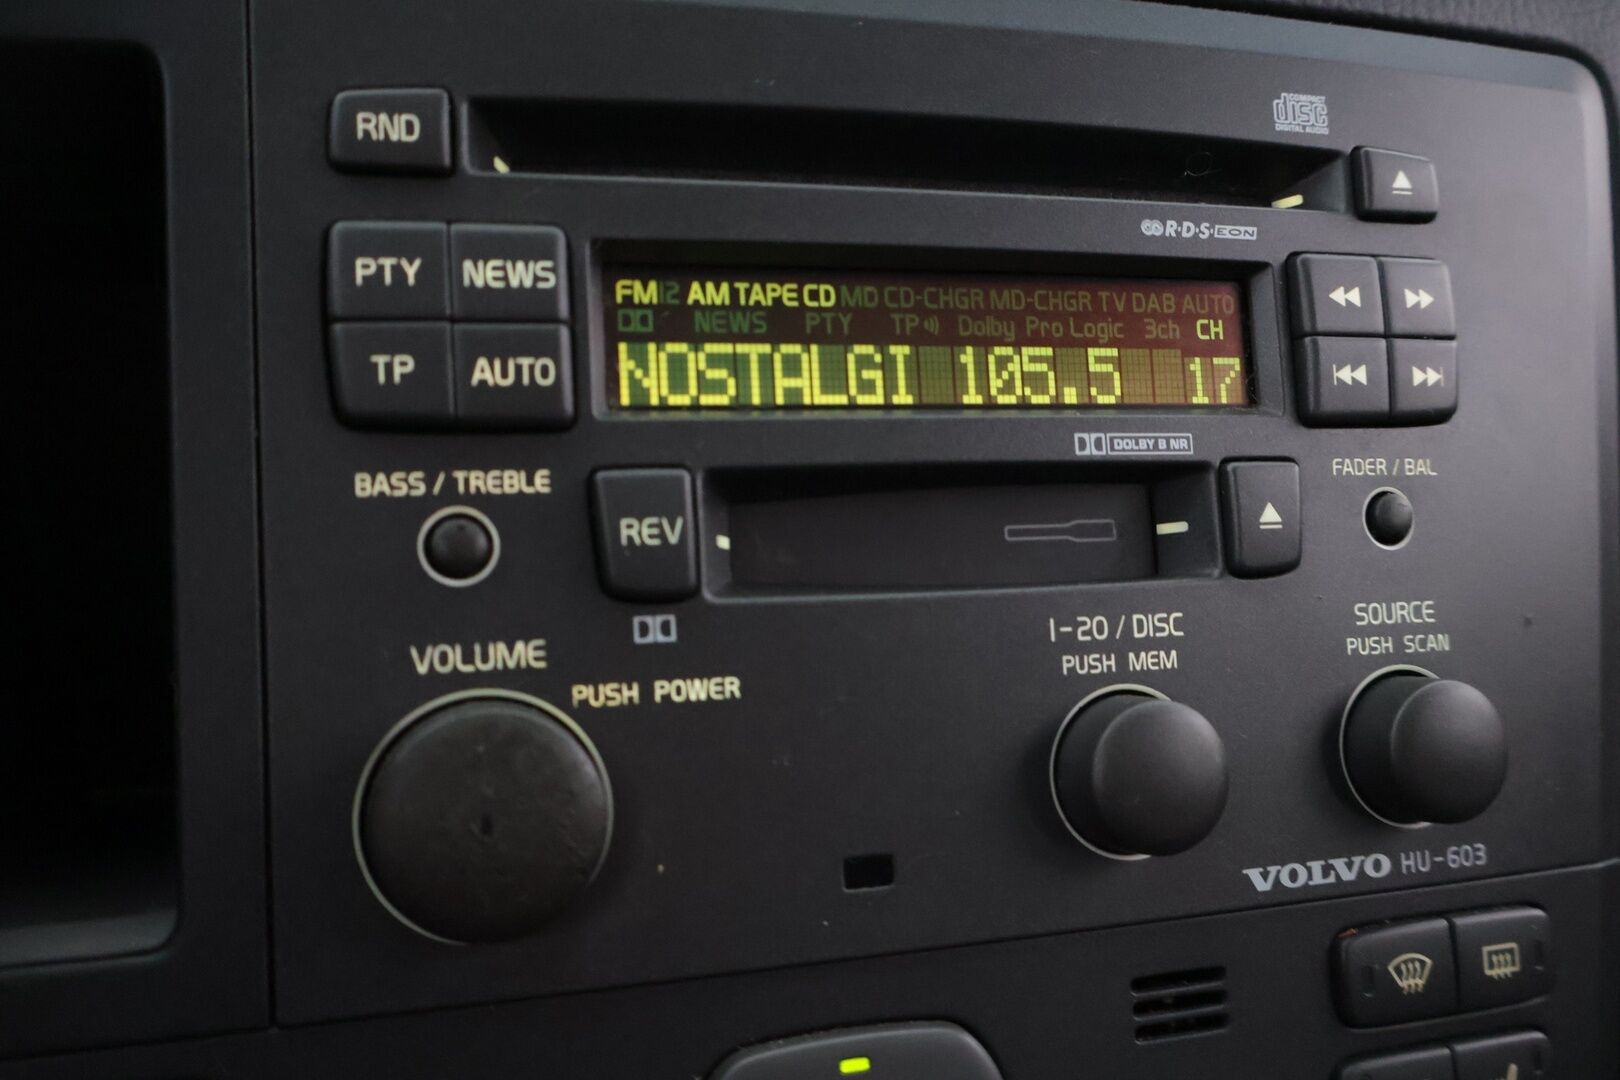 RND
COMPACT
disc
DIGITAL AUDIO
R·D·S EON
PTY NEWS
TP AUTO
FM12 AM TAPE CD MD CD-CHGR MD-CHGR TV DAB AUTO
NEWS PTY TP Dolby Pro Logic 3ch CH
NOSTALGI 105.5 17
DOLBY B NR
BASS / TREBLE
REV
FADER / BAL
VOLUME
PUSH POWER
1-20 / DISC
PUSH MEM
SOURCE
PUSH SCAN
VOLVO HU-603